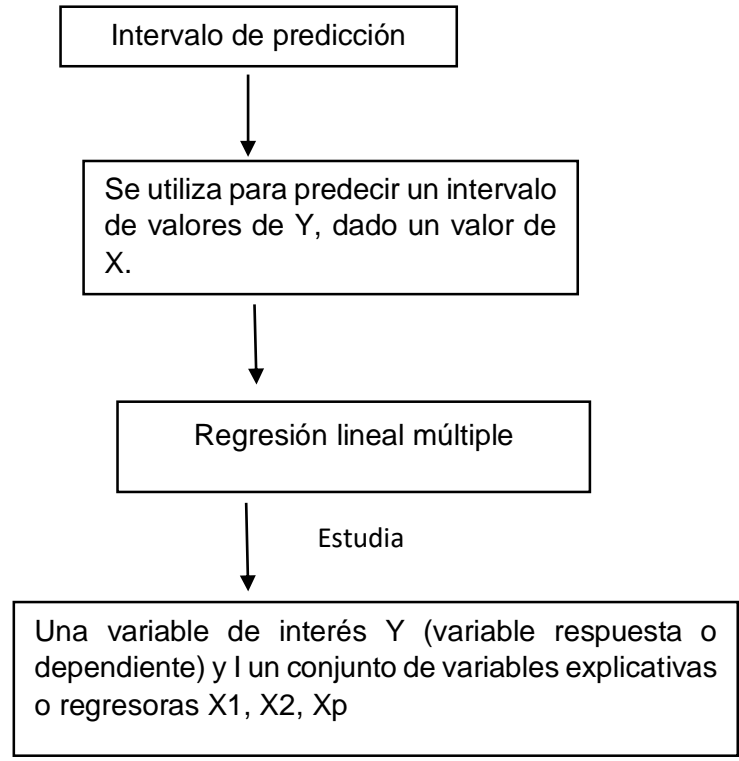 Intervalo de predicción
Se utiliza para predecir un intervalo
de valores de Y, dado un valor de
X.
Regresión lineal múltiple
Estudia
Una variable de interés Y (variable respuesta o
dependiente) y I un conjunto de variables explicativas
o regresoras X1, X2, Xp